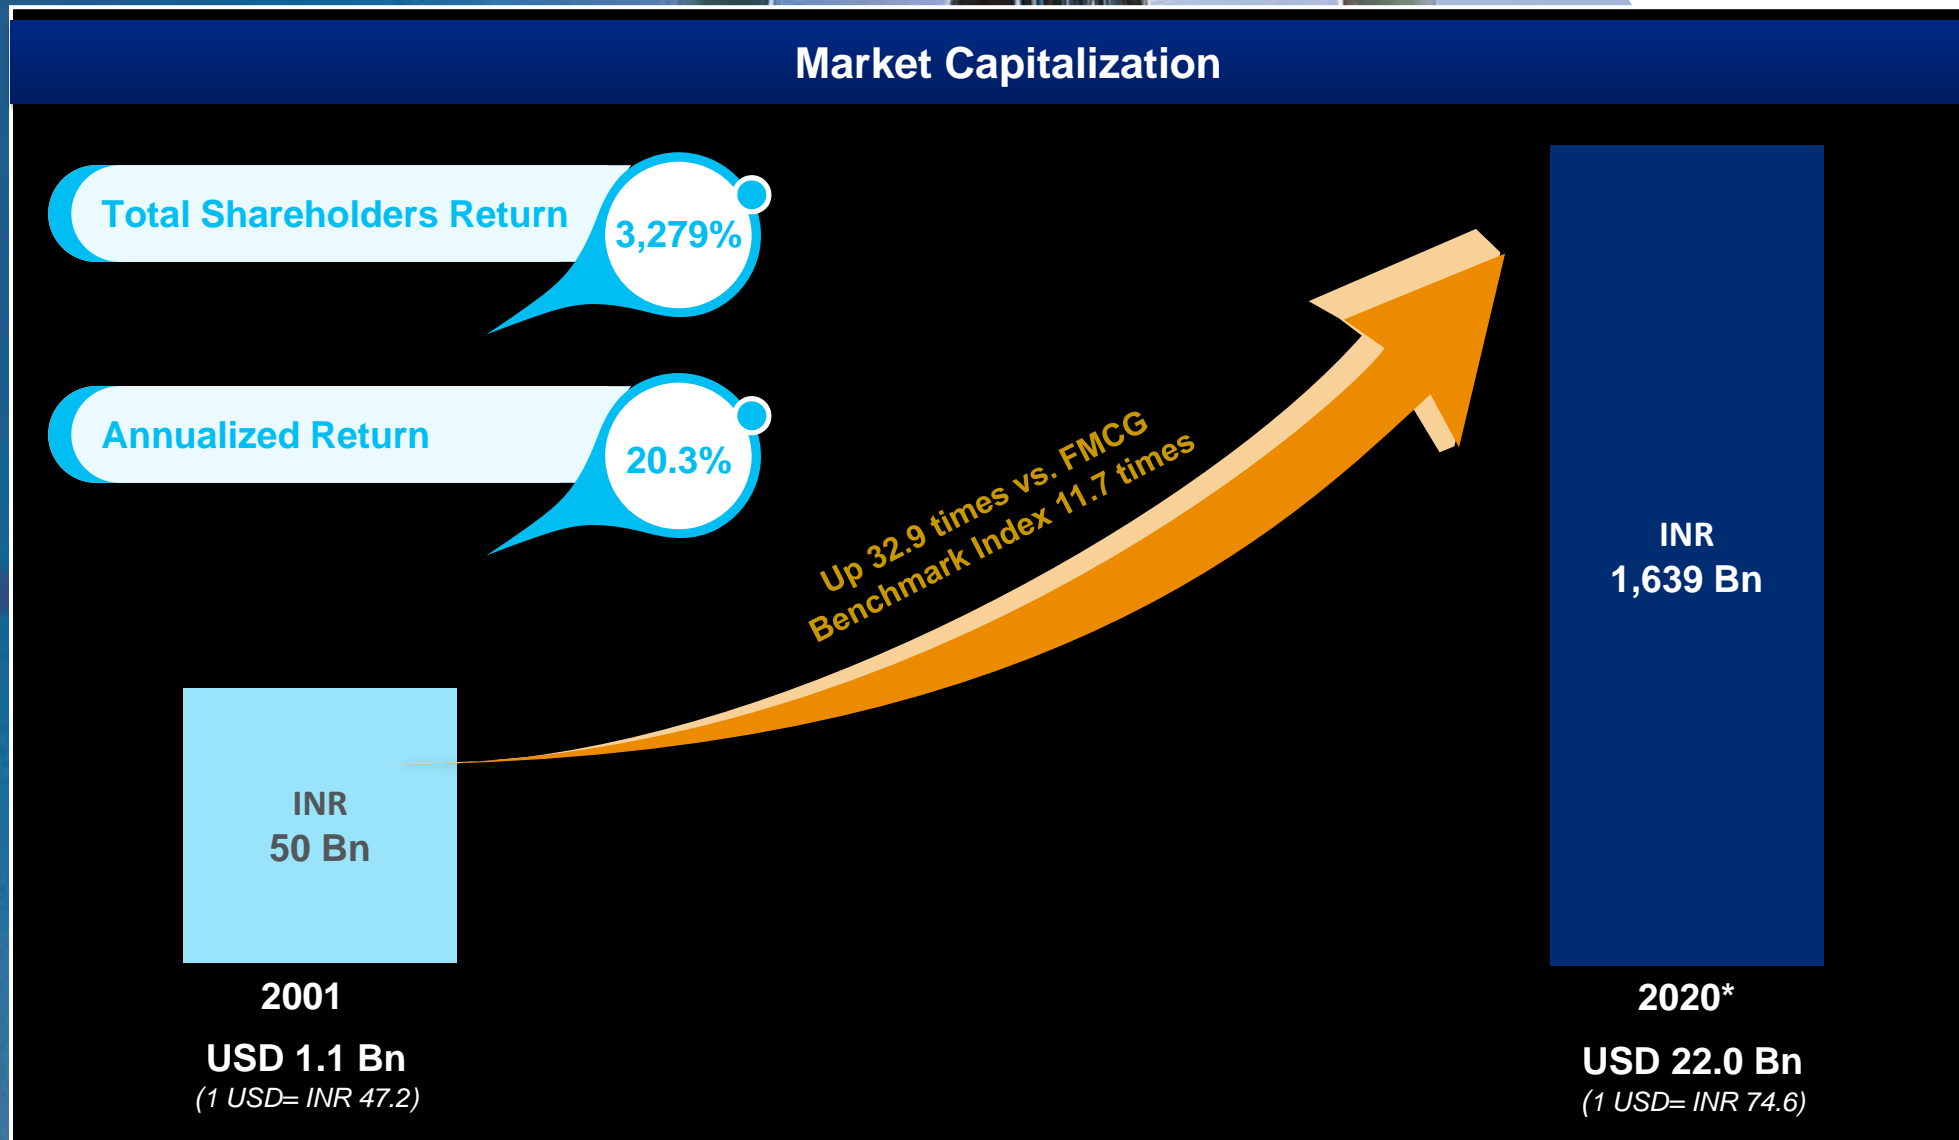 Market Capitalization
Total Shareholders Return
3,279%
Annualized Return
20.3%
Up 32.9 times vs. FMCG
Benchmark Index 11.7 times
INR
50 Bn
2001
USD 1.1 Bn
(1 USD= INR 47.2)
INR
1,639 Bn
2020*
USD 22.0 Bn
(1 USD= INR 74.6)